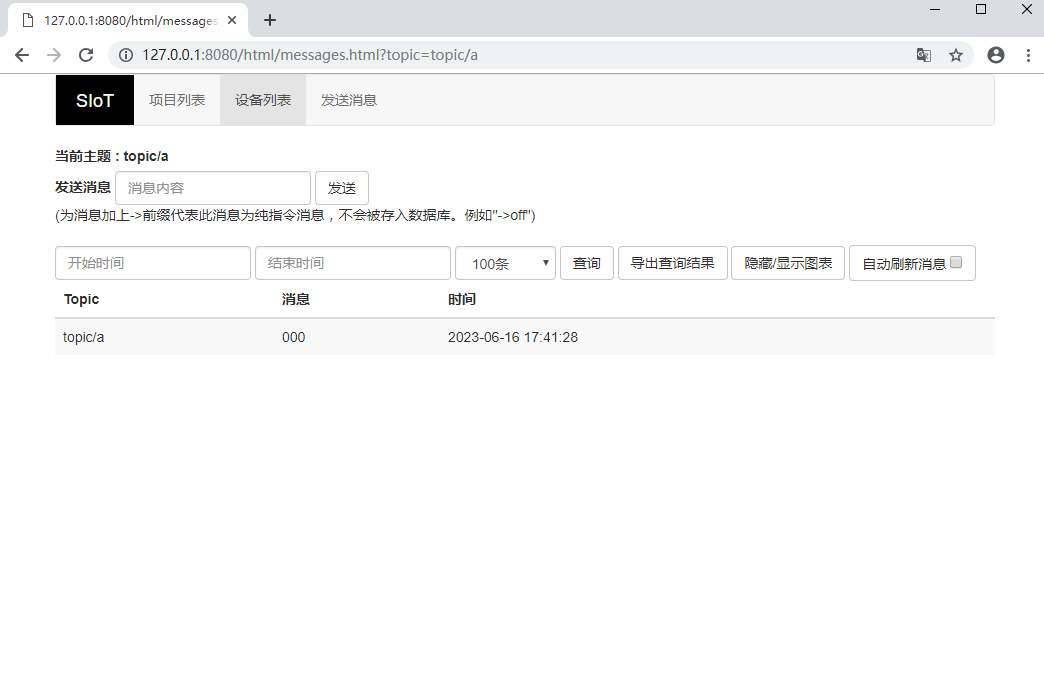 127.0.0.1:8080/html/messages
127.0.0.1:8080/html/messages.html?topic=topic/a
SIoT 项目列表 设备列表 发送消息
当前主题：topic/a
发送消息 消息内容 发送
(为消息加上->前缀代表此消息为纯指令消息，不会被存入数据库。例如"->off")
开始时间 结束时间 100条 查询 导出查询结果 隐藏/显示图表 自动刷新消息
Topic 消息 时间
topic/a 000 2023-06-16 17:41:28